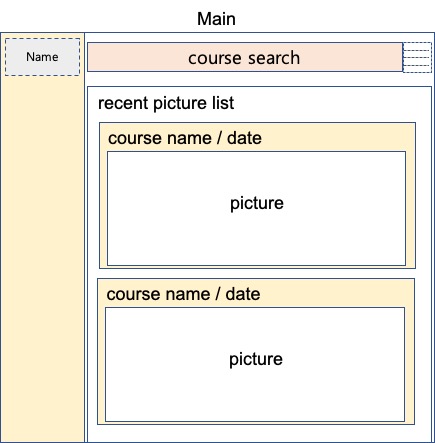 Main
Name
course search
recent picture list
course name / date
picture
course name / date
picture